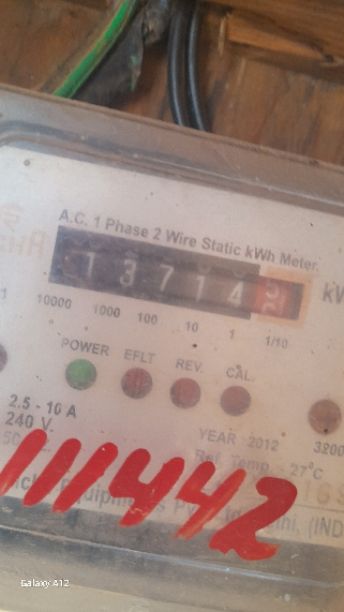 A.C. 1 Phase 2 Wire Static kWh Meter.
1 3 7 1 4
10000 1000 100 10 1 1/10
POWER EFLT REV. CAL.
2.5 - 10 A
240 V.
YEAR 2012 3200
Ref. Temp. 27°C
111442
Galaxy A12